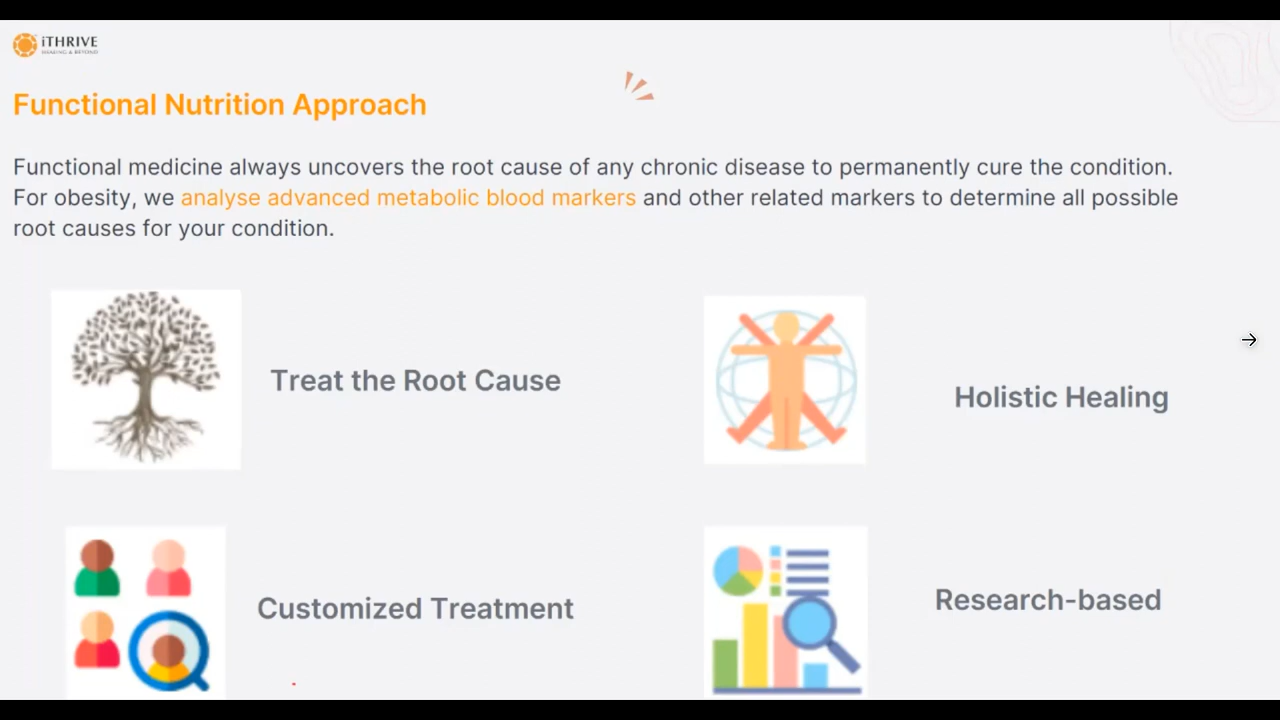 iTHRIVE
HEALING & BEYOND
Functional Nutrition Approach
Functional medicine always uncovers the root cause of any chronic disease to permanently cure the condition.
For obesity, we analyse advanced metabolic blood markers and other related markers to determine all possible
root causes for your condition.
Treat the Root Cause
Holistic Healing
Customized Treatment
Research-based